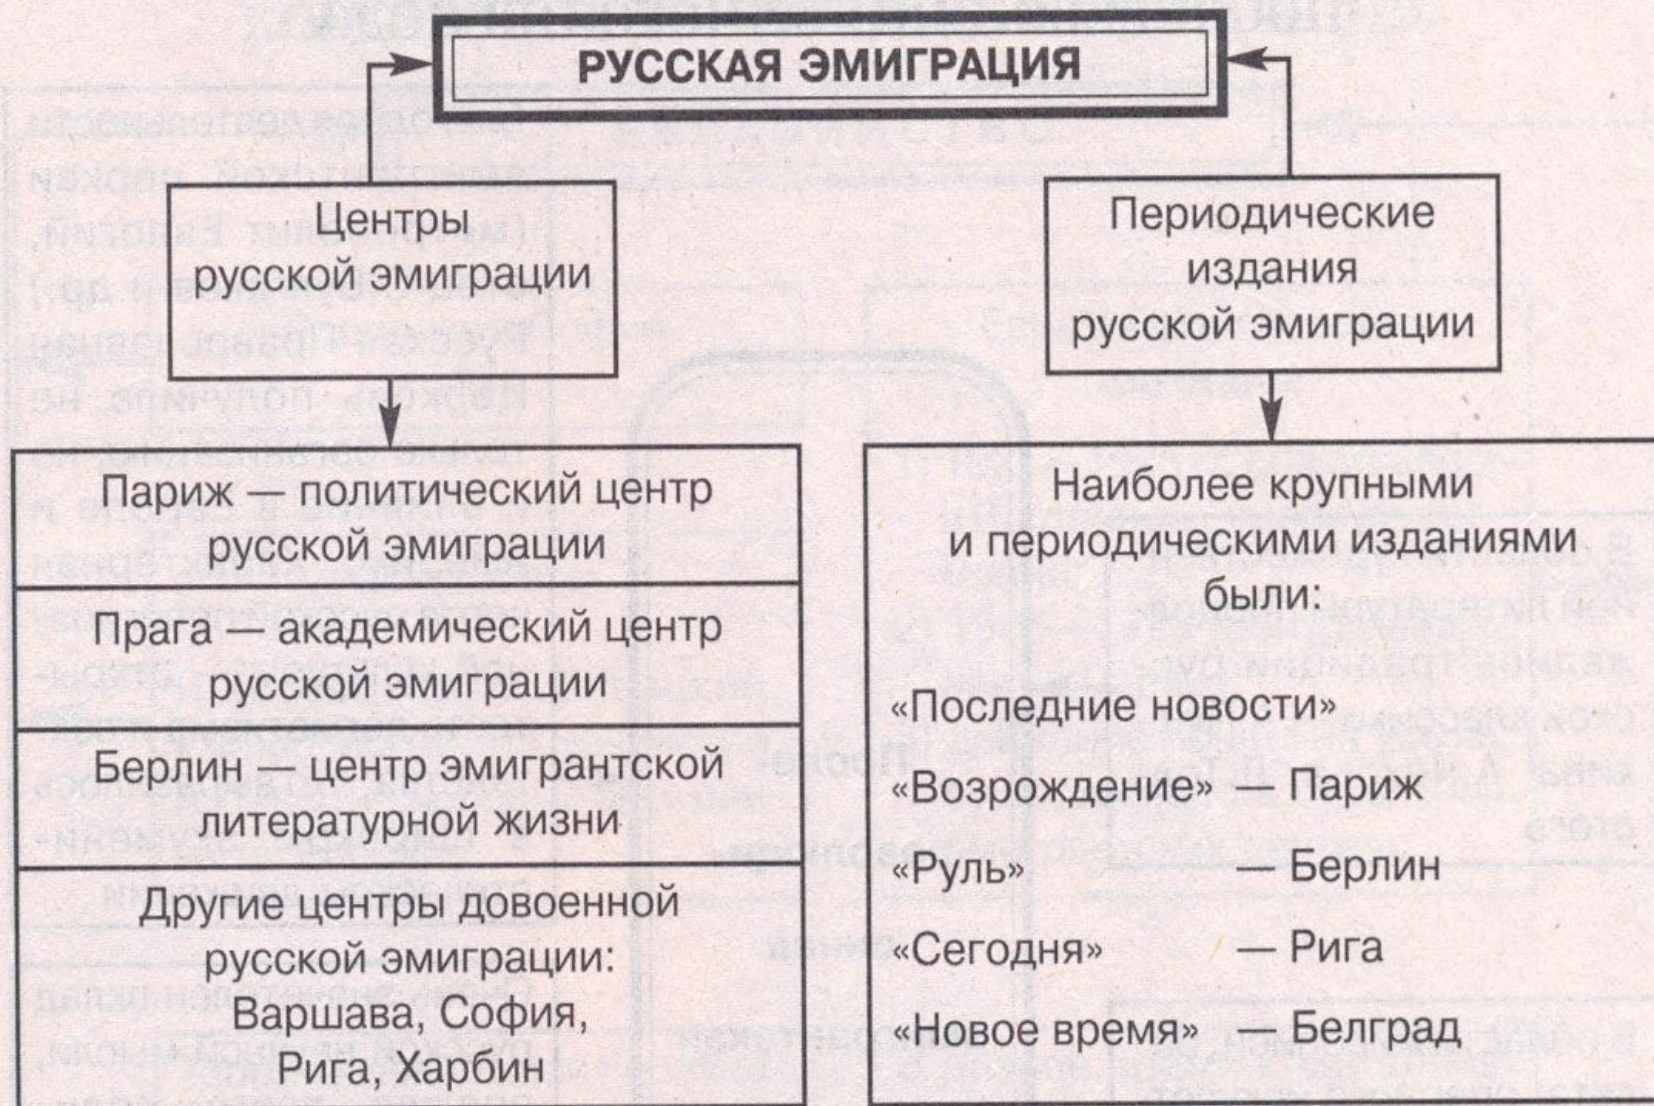 РУССКАЯ ЭМИГРАЦИЯ
Центры
русской эмиграции
Париж — политический центр
русской эмиграции
Прага — академический центр
русской эмиграции
Берлин — центр эмигрантской
литературной жизни
Другие центры довоенной
русской эмиграции:
Варшава, София,
Рига, Харбин
Периодические
издания
русской эмиграции
Наиболее крупными
и периодическими изданиями
были:
«Последние новости»
«Возрождение» — Париж
«Руль» — Берлин
«Сегодня» — Рига
«Новое время» — Белград